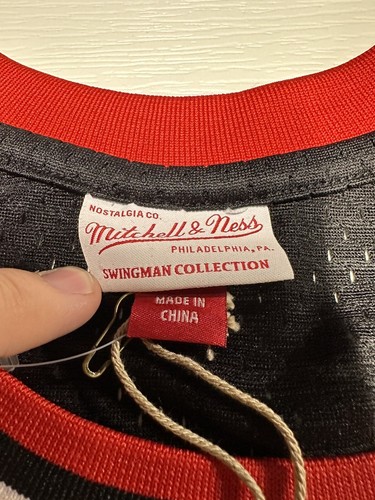 NOSTALGIA CO.
Mitchell & Ness
PHILADELPHIA, PA.
SWINGMAN COLLECTION
MADE IN
CHINA